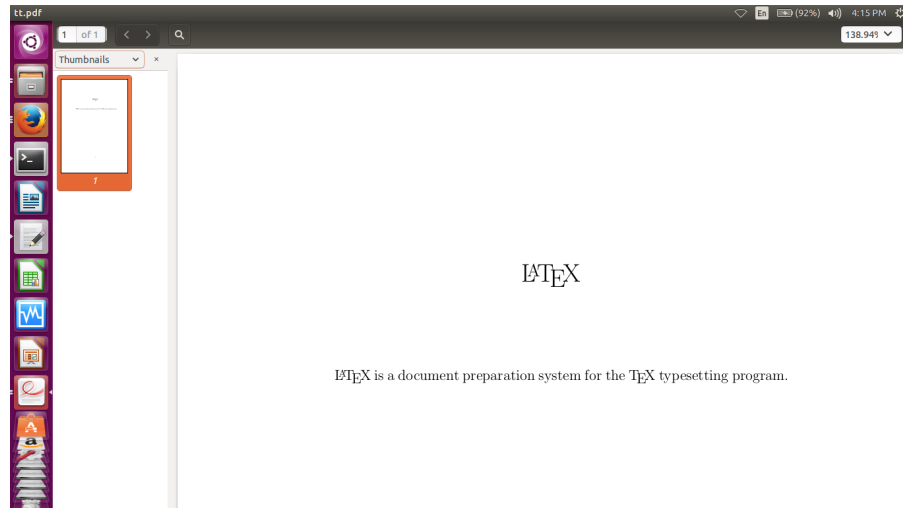 tt.pdf
En (92%) 4:15 PM
1 of 1
138.94%
Thumbnails
1
LATEX
LATEX is a document preparation system for the TEX typesetting program.